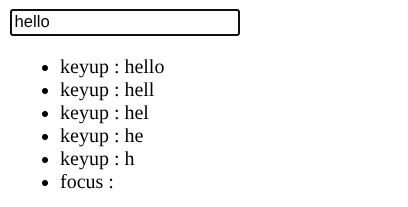 hello
keyup : hello
keyup : hell
keyup : hel
keyup : he
keyup : h
focus :